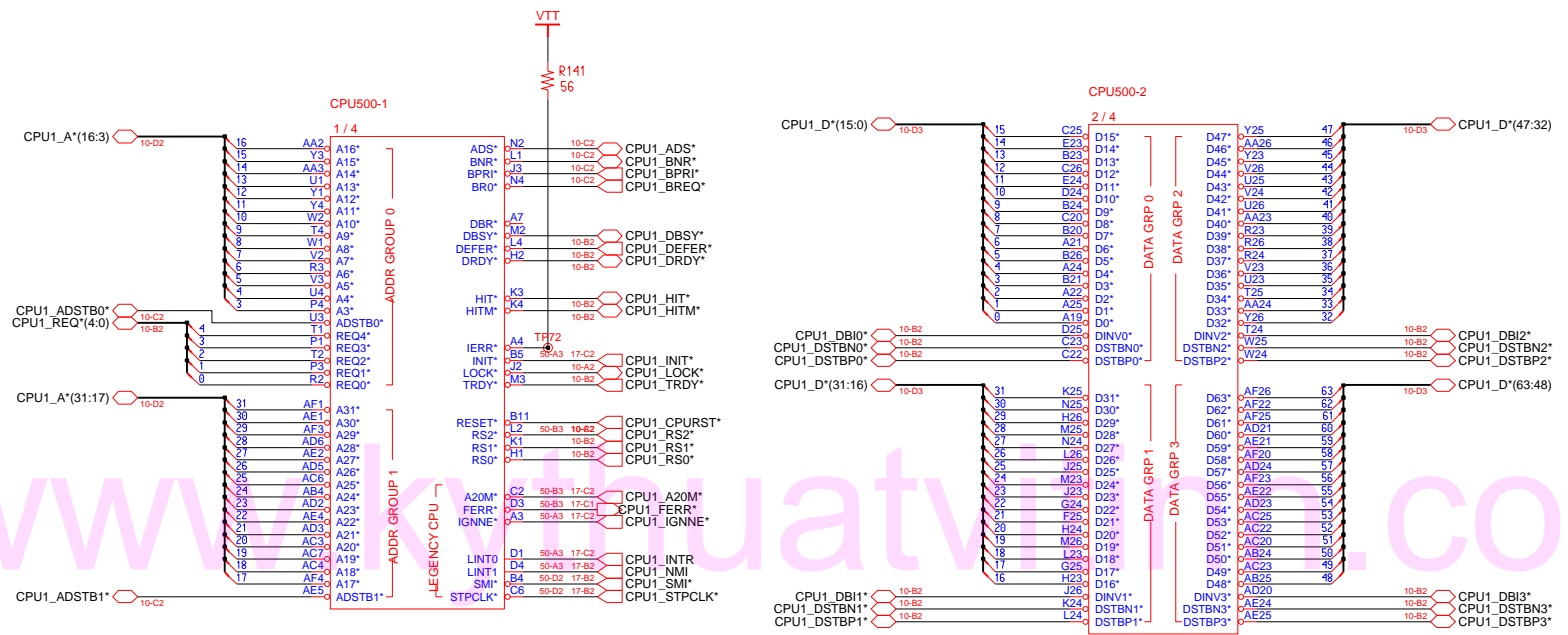 VTT
R141
56
CPU500-1
1 / 4
CPU1_A*(16:3)
10-D2
16 AA2 A16*
15 Y3 A15*
14 AA3 A14*
13 U1 A13*
12 Y1 A12*
11 Y4 A11*
10 W2 A10*
9 T4 A9*
8 W1 A8*
7 V2 A7*
6 R3 A6*
5 V3 A5*
4 U4 A4*
3 P4 A3*
CPU1_ADSTB0* 10-C2 U3 ADSTB0*
CPU1_REQ*(4:0) 10-B2
4 T1 REQ4*
3 P1 REQ3*
2 T2 REQ2*
1 P3 REQ1*
0 R2 REQ0*
ADDR GROUP 0
CPU1_A*(31:17)
10-D2
31 AF1 A31*
30 AE1 A30*
29 AF3 A29*
28 AD6 A28*
27 AE2 A27*
26 AD5 A26*
25 AC6 A25*
24 AB4 A24*
23 AD2 A23*
22 AE4 A22*
21 AD3 A21*
20 AC3 A20*
19 AC7 A19*
18 AC4 A18*
17 AF4 A17*
CPU1_ADSTB1* 10-C2 AE5 ADSTB1*
ADDR GROUP 1
LEGENCY CPU
ADS* N2 10-C2 CPU1_ADS*
BNR* L1 10-C2 CPU1_BNR*
BPRI* J3 10-C2 CPU1_BPRI*
BR0* N4 10-C2 CPU1_BREQ*
DBR* A7
DBSY* M2 CPU1_DBSY*
DEFER* L4 10-B2 CPU1_DEFER*
DRDY* H2 10-B2 CPU1_DRDY*
10-B2
HIT* K3 CPU1_HIT*
HITM* K4 10-B2 CPU1_HITM*
10-B2
TP72
IERR* A4
INIT* B5 50-A3 17-C2 CPU1_INIT*
LOCK* J2 10-A2 CPU1_LOCK*
TRDY* M3 10-B2 CPU1_TRDY*
RESET* B11 CPU1_CPURST*
RS2* L2 50-B3 10-B2 CPU1_RS2*
RS1* K1 10-B2 CPU1_RS1*
RS0* H1 10-B2 CPU1_RS0*
A20M* C2 50-B3 17-C2 CPU1_A20M*
FERR* D3 50-B3 17-C1 CPU1_FERR*
IGNNE* A3 50-A3 17-C2 CPU1_IGNNE*
LINT0 D1 50-A3 17-C2 CPU1_INTR
LINT1 D4 50-A3 17-B2 CPU1_NMI
SMI* B4 50-D2 17-B2 CPU1_SMI*
STPCLK* C6 50-D2 17-B2 CPU1_STPCLK*
CPU500-2
2 / 4
CPU1_D*(15:0)
10-D3
15 C25 D15*
14 E23 D14*
13 B23 D13*
12 C26 D12*
11 E24 D11*
10 D24 D10*
9 B24 D9*
8 C20 D8*
7 B20 D7*
6 A21 D6*
5 B26 D5*
4 A24 D4*
3 B21 D3*
2 A22 D2*
1 A25 D1*
0 A19 D0*
CPU1_DBI0* 10-B2 D25 DINV0*
CPU1_DSTBN0* 10-B2 C23 DSTBN0*
CPU1_DSTBP0* 10-B2 C22 DSTBP0*
DATA GRP 0
DATA GRP 2
D47* Y25 47
10-D3
CPU1_D*(47:32)
D46* AA26 46
D45* Y23 45
D44* V26 44
D43* U25 43
D42* V24 42
D41* U26 41
D40* AA23 40
D39* R23 39
D38* R26 38
D37* R24 37
D36* V23 36
D35* U23 35
D34* T25 34
D33* AA24 33
D32* Y26 32
DINV2* T24 10-B2 CPU1_DBI2*
DSTBN2* W25 10-B2 CPU1_DSTBN2*
DSTBP2* W24 10-B2 CPU1_DSTBP2*
CPU1_D*(31:16)
10-D3
31 K25 D31*
30 N25 D30*
29 H26 D29*
28 M25 D28*
27 N24 D27*
26 L26 D26*
25 J25 D25*
24 M23 D24*
23 J23 D23*
22 G24 D22*
21 F25 D21*
20 H24 D20*
19 M26 D19*
18 L23 D18*
17 G25 D17*
16 H23 D16*
CPU1_DBI1* 10-B2 J26 DINV1*
CPU1_DSTBN1* 10-B2 K24 DSTBN1*
CPU1_DSTBP1* 10-B2 L24 DSTBP1*
DATA GRP 1
DATA GRP 3
D63* AF26 63
10-D3
CPU1_D*(63:48)
D62* AF22 62
D61* AF25 61
D60* AD21 60
D59* AE21 59
D58* AF20 58
D57* AD24 57
D56* AF23 56
D55* AE22 55
D54* AD23 54
D53* AC25 53
D52* AC22 52
D51* AC20 51
D50* AB24 50
D49* AC23 49
D48* AB25 48
DINV3* AD20 10-B2 CPU1_DBI3*
DSTBN3* AE24 10-B2 CPU1_DSTBN3*
DSTBP3* AE25 10-B2 CPU1_DSTBP3*
www.kythuatvitinh.co